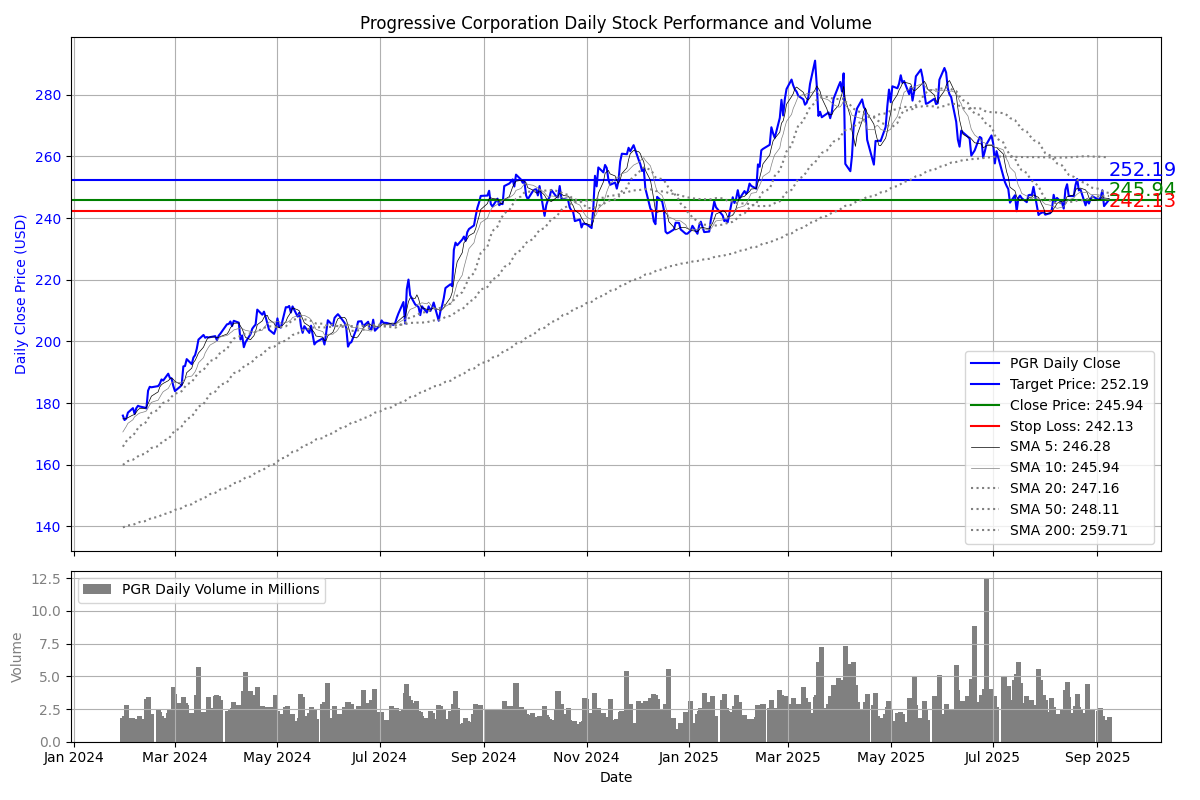 Progressive Corporation Daily Stock Performance and Volume
Daily Close Price (USD)
280
260
240
220
200
180
160
140
252.19
245.94
242.13
PGR Daily Close
Target Price: 252.19
Close Price: 245.94
Stop Loss: 242.13
SMA 5: 246.28
SMA 10: 245.94
SMA 20: 247.16
SMA 50: 248.11
SMA 200: 259.71
Volume
12.5
10.0
7.5
5.0
2.5
0.0
PGR Daily Volume in Millions
Jan 2024 Mar 2024 May 2024 Jul 2024 Sep 2024 Nov 2024 Jan 2025 Mar 2025 May 2025 Jul 2025 Sep 2025
Date